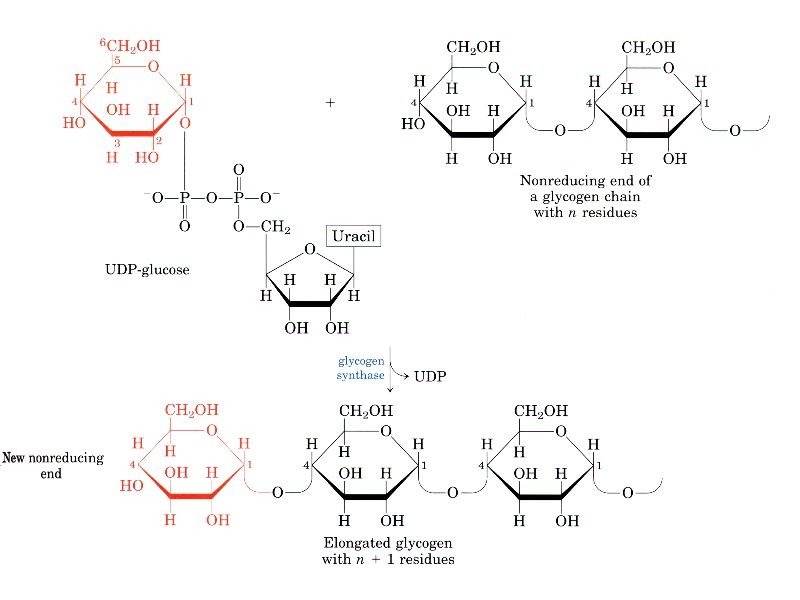 ⁶CH₂OH
5
O
H
H
H
4
OH
H
1
HO
O
3
2
H
HO
+
CH₂OH
O
H
H
H
4
OH
H
1
HO
H
OH
O
CH₂OH
O
H
H
H
4
OH
H
1
H
OH
O
Nonreducing end of
a glycogen chain
with n residues
O
⁻O—P—O—P—O⁻
O
O—CH₂
Uracil
O
H
H
H
H
OH
OH
UDP-glucose
glycogen
synthase
UDP
New nonreducing
end
CH₂OH
O
H
H
H
4
OH
H
1
HO
H
OH
O
CH₂OH
O
H
H
H
4
OH
H
1
H
OH
O
CH₂OH
O
H
H
H
4
OH
H
1
H
OH
O
Elongated glycogen
with n + 1 residues